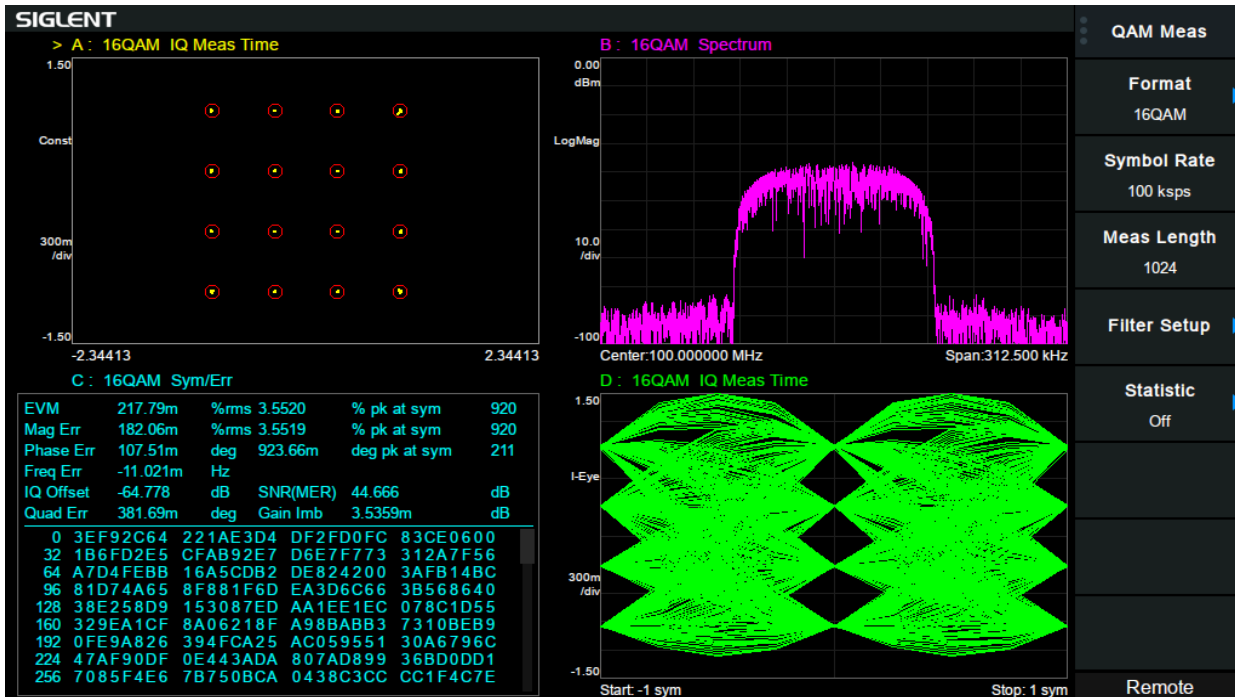 SIGLENT
> A: 16QAM IQ Meas Time
1.50
Const
300m
/div
-1.50
-2.34413 2.34413
B: 16QAM Spectrum
0.00
dBm
LogMag
10.0
/div
-100
Center:100.000000 MHz Span:312.500 kHz
C: 16QAM Sym/Err
EVM 217.79m %rms 3.5520 % pk at sym 920
Mag Err 182.06m %rms 3.5519 % pk at sym 920
Phase Err 107.51m deg 923.66m deg pk at sym 211
Freq Err -11.021m Hz
IQ Offset -64.778 dB SNR(MER) 44.666 dB
Quad Err 381.69m deg Gain Imb 3.5359m dB
0 3EF92C64 221AE3D4 DF2FD0FC 83CE0600
32 1B6FD2E5 CFAB92E7 D6E7F773 312A7F56
64 A7D4FEBB 16A5CDB2 DE824200 3AFB14BC
96 81D74A65 8F881F6D EA3D6C66 3B568640
128 38E258D9 153087ED AA1EE1EC 078C1D55
160 329EA1CF 8A06218F A98BABB3 7310BEB9
192 0FE9A826 394FCA25 AC059551 30A6796C
224 47AF90DF 0E443ADA 807AD899 36BD0DD1
256 7085F4E6 7B750BCA 0438C3CC CC1F4C7E
D: 16QAM IQ Meas Time
1.50
I-Eye
300m
/div
-1.50
Start: -1 sym Stop: 1 sym
QAM Meas
Format
16QAM
Symbol Rate
100 ksps
Meas Length
1024
Filter Setup
Statistic
Off
Remote